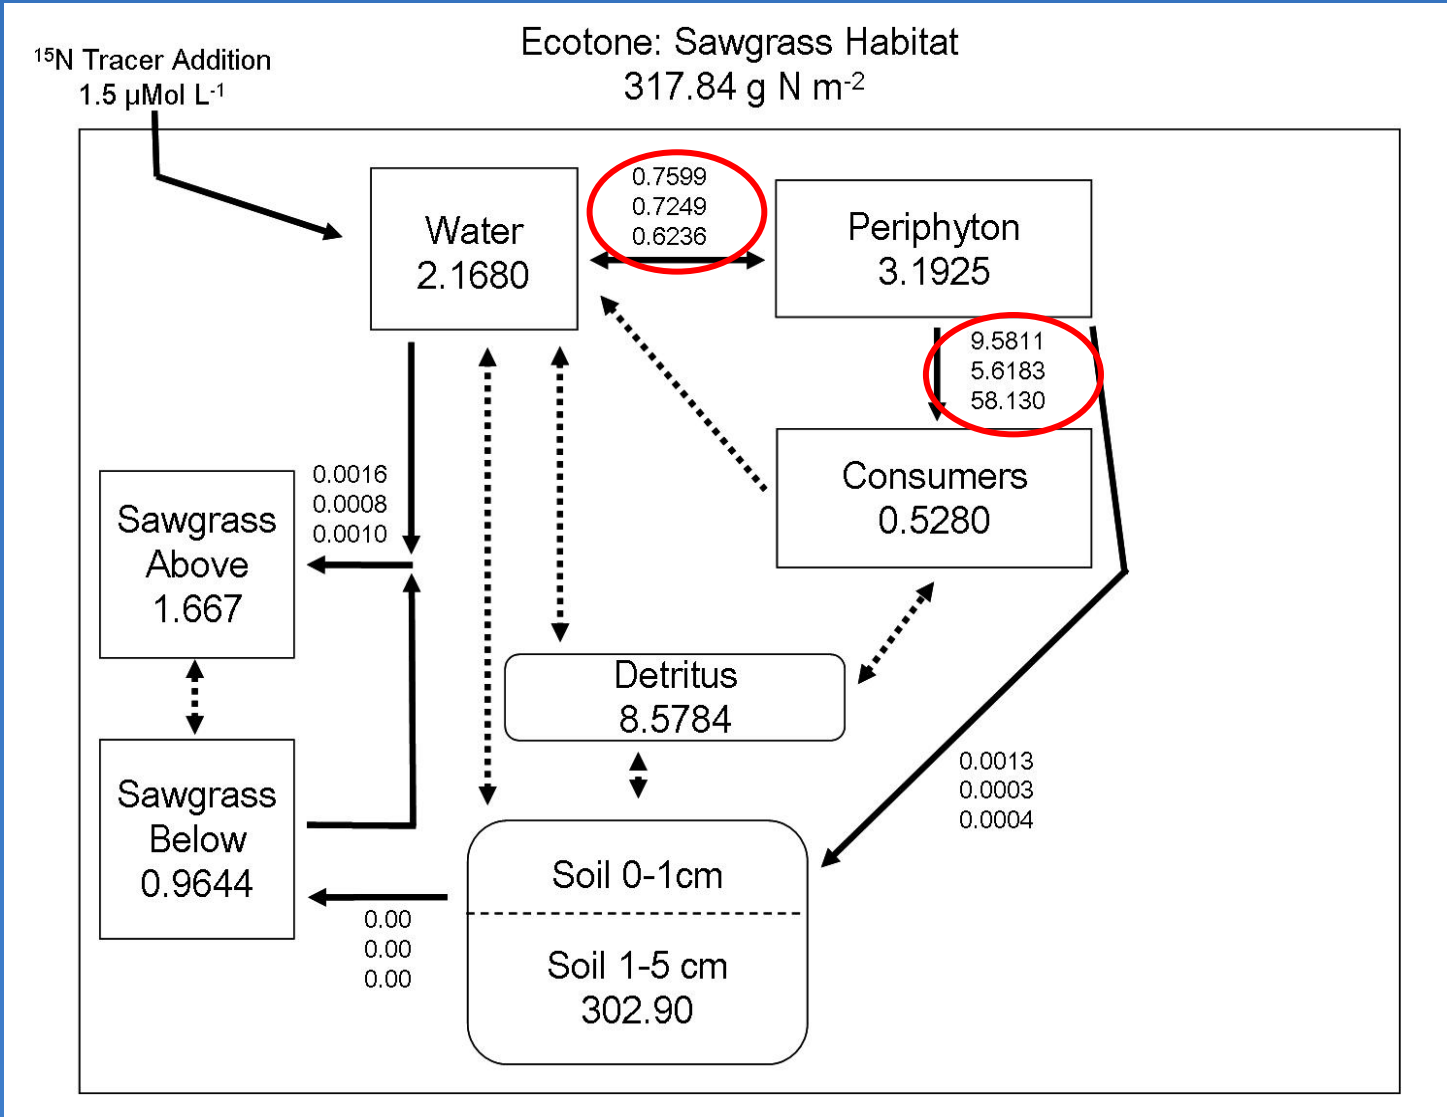 Ecotone: Sawgrass Habitat
317.84 g N m-2
15N Tracer Addition
1.5 µMol L-1
Water
2.1680
0.7599
0.7249
0.6236
Periphyton
3.1925
9.5811
5.6183
58.130
Consumers
0.5280
0.0016
0.0008
0.0010
Sawgrass
Above
1.667
Detritus
8.5784
Sawgrass
Below
0.9644
0.0013
0.0003
0.0004
Soil 0-1cm
0.00
0.00
0.00
Soil 1-5 cm
302.90